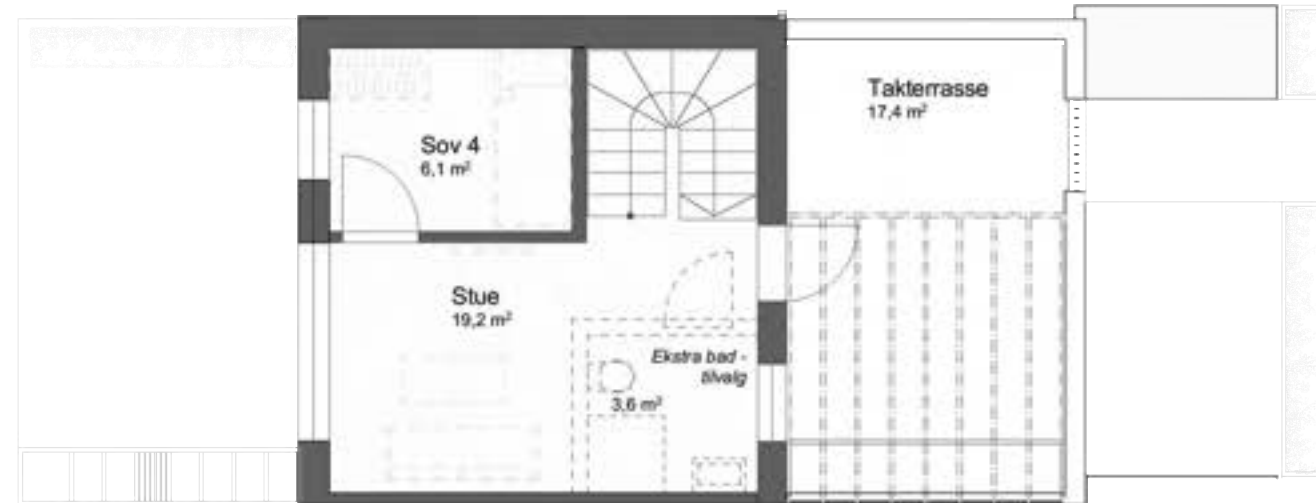 Takterrasse
17,4 m²
Sov 4
6,1 m²
Stue
19,2 m²
Ekstra bad -
tilvalg
3,6 m²